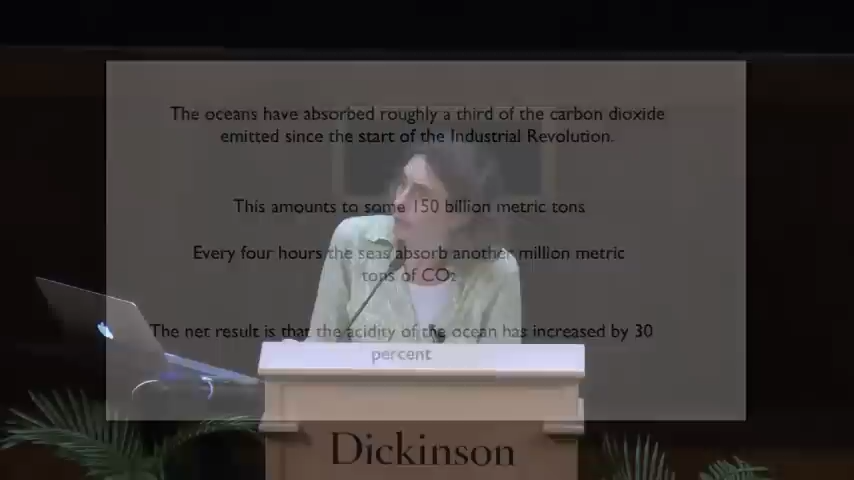 The oceans have absorbed roughly a third of the carbon dioxide
emitted since the start of the Industrial Revolution.
This amounts to some 150 billion metric tons
Every four hours the seas absorb another million metric
tons of CO₂
The net result is that the acidity of the ocean has increased by 30
percent
Dickinson